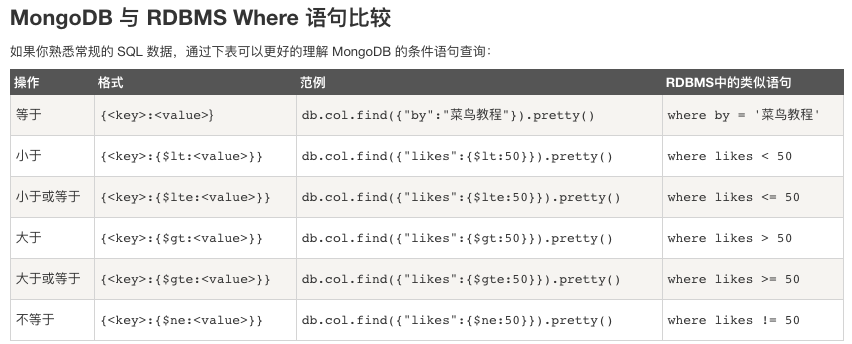 MongoDB 与 RDBMS Where 语句比较
如果你熟悉常规的 SQL 数据，通过下表可以更好的理解 MongoDB 的条件语句查询：
操作 格式 范例 RDBMS中的类似语句
等于 {<key>:<value>} db.col.find({"by":"菜鸟教程"}).pretty() where by = '菜鸟教程'
小于 {<key>:{$lt:<value>}} db.col.find({"likes":{$lt:50}}).pretty() where likes < 50
小于或等于 {<key>:{$lte:<value>}} db.col.find({"likes":{$lte:50}}).pretty() where likes <= 50
大于 {<key>:{$gt:<value>}} db.col.find({"likes":{$gt:50}}).pretty() where likes > 50
大于或等于 {<key>:{$gte:<value>}} db.col.find({"likes":{$gte:50}}).pretty() where likes >= 50
不等于 {<key>:{$ne:<value>}} db.col.find({"likes":{$ne:50}}).pretty() where likes != 50